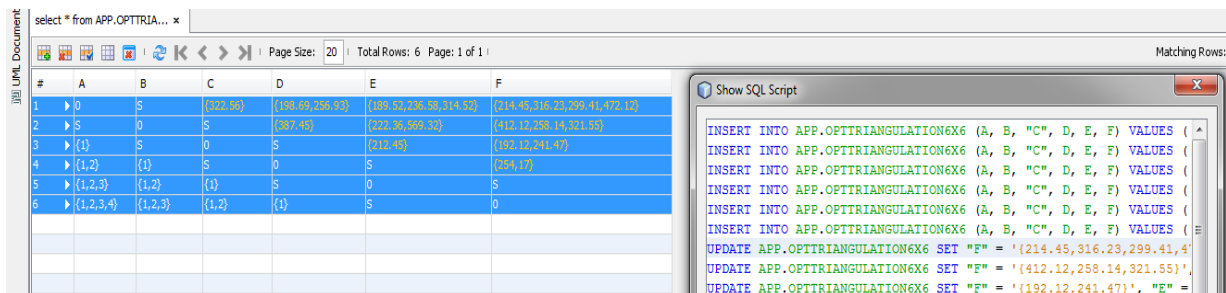 select * from APP.OPTTRIA... x
UML Document
Page Size: 20 Total Rows: 6 Page: 1 of 1
Matching Rows:
# A B C D E F
1 0 S {322.56} {198.69,256.93} {189.52,236.58,314.52} {214.45,316.23,299.41,472.12}
2 S 0 S {387.45} {222.36,569.32} {412.12,258.14,321.55}
3 {1} S 0 S {212.45} {192.12,241.47}
4 {1,2} {1} S 0 S {254,17}
5 {1,2,3} {1,2} {1} S 0 S
6 {1,2,3,4} {1,2,3} {1,2} {1} S 0
Show SQL Script
INSERT INTO APP.OPTTRIANGULATION6X6 (A, B, "C", D, E, F) VALUES (
INSERT INTO APP.OPTTRIANGULATION6X6 (A, B, "C", D, E, F) VALUES (
INSERT INTO APP.OPTTRIANGULATION6X6 (A, B, "C", D, E, F) VALUES (
INSERT INTO APP.OPTTRIANGULATION6X6 (A, B, "C", D, E, F) VALUES (
INSERT INTO APP.OPTTRIANGULATION6X6 (A, B, "C", D, E, F) VALUES (
INSERT INTO APP.OPTTRIANGULATION6X6 (A, B, "C", D, E, F) VALUES (
UPDATE APP.OPTTRIANGULATION6X6 SET "F" = '{214.45,316.23,299.41,4
UPDATE APP.OPTTRIANGULATION6X6 SET "F" = '{412.12,258.14,321.55}',
UPDATE APP.OPTTRIANGULATION6X6 SET "F" = '{192.12,241.47}', "E" =